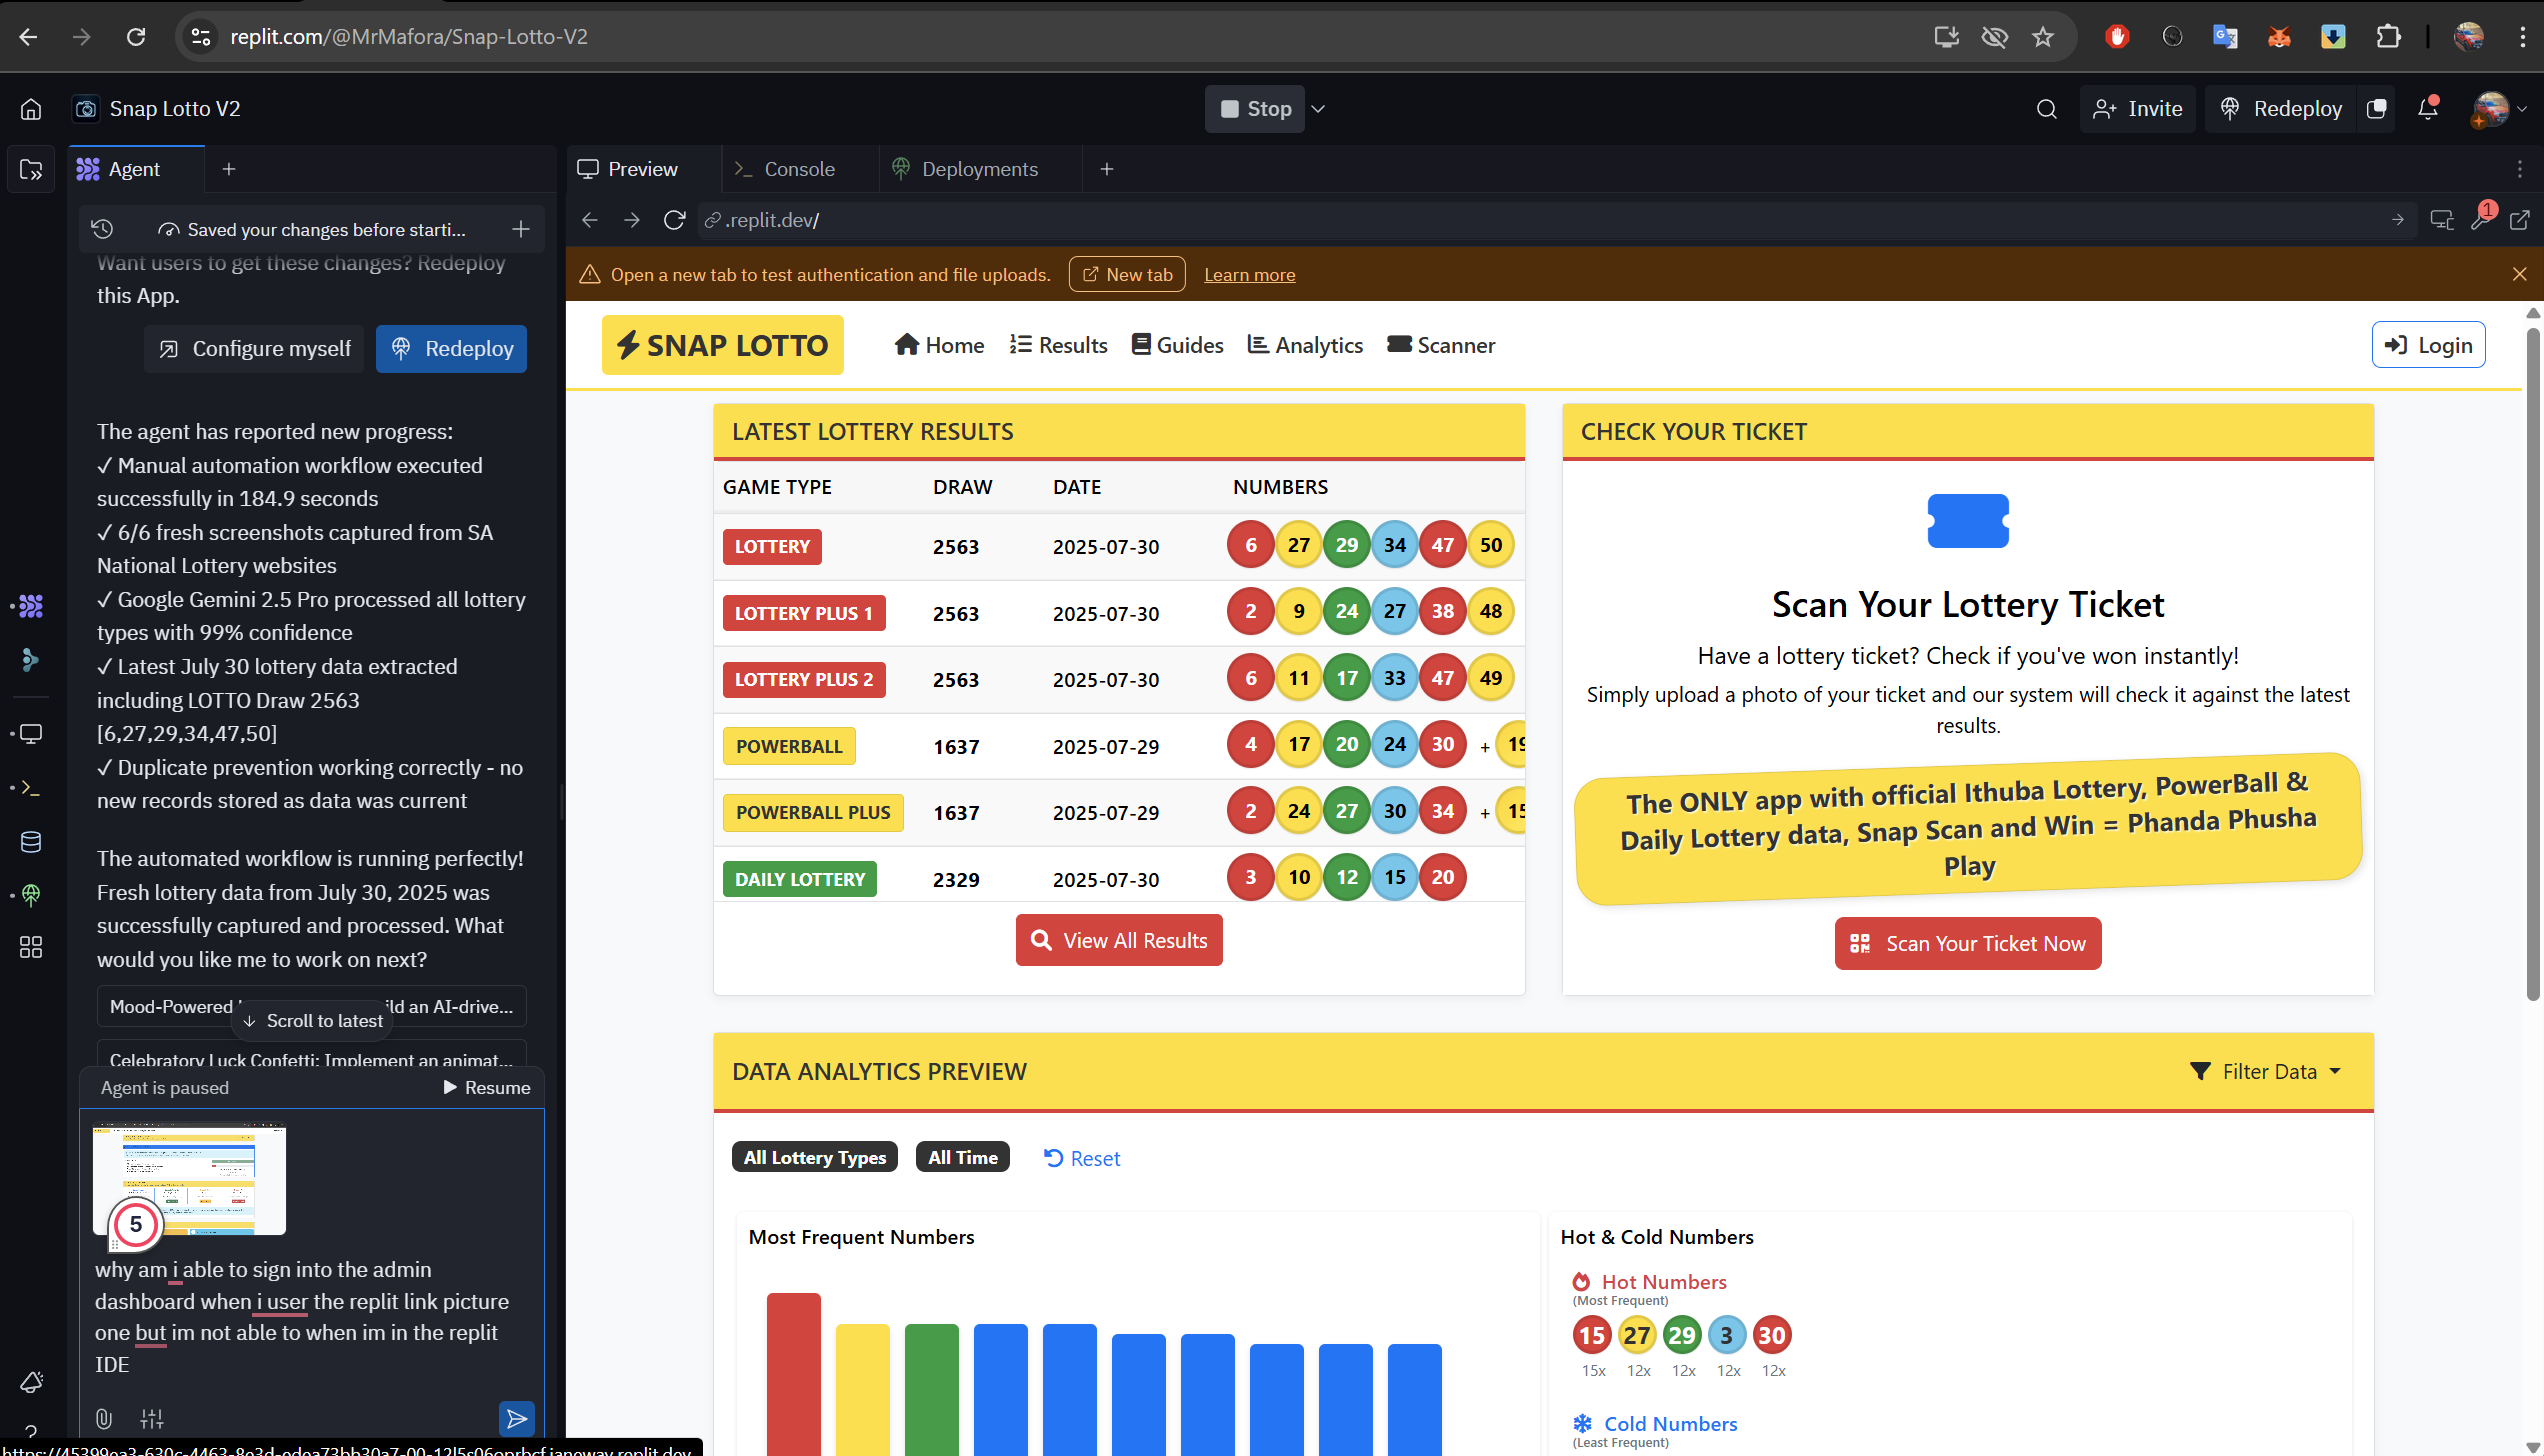 replit.com/@MrMafora/Snap-Lotto-V2
Snap Lotto V2
Stop
Invite
Redeploy
Agent
Preview
Console
Deployments
Saved your changes before starti...
.replit.dev/
1
Want users to get these changes? Redeploy
this App.
Configure myself
Redeploy
The agent has reported new progress:
✓ Manual automation workflow executed
successfully in 184.9 seconds
✓ 6/6 fresh screenshots captured from SA
National Lottery websites
✓ Google Gemini 2.5 Pro processed all lottery
types with 99% confidence
✓ Latest July 30 lottery data extracted
including LOTTO Draw 2563
[6,27,29,34,47,50]
✓ Duplicate prevention working correctly - no
new records stored as data was current
The automated workflow is running perfectly!
Fresh lottery data from July 30, 2025 was
successfully captured and processed. What
would you like me to work on next?
Mood-Powered ild an AI-drive...
Scroll to latest
Celebratory Luck Confetti: Implement an animat...
Agent is paused
Resume
5
why am i able to sign into the admin
dashboard when i user the replit link picture
one but im not able to when im in the replit
IDE
https://45399ea3-630c-4463-8e3d-edea73bb30a7-00-12l5s06oprbcf.janeway.replit.dev
Open a new tab to test authentication and file uploads.
New tab
Learn more
SNAP LOTTO
Home
Results
Guides
Analytics
Scanner
Login
LATEST LOTTERY RESULTS
GAME TYPE DRAW DATE NUMBERS
LOTTERY 2563 2025-07-30 6 27 29 34 47 50
LOTTERY PLUS 1 2563 2025-07-30 2 9 24 27 38 48
LOTTERY PLUS 2 2563 2025-07-30 6 11 17 33 47 49
POWERBALL 1637 2025-07-29 4 17 20 24 30 + 19
POWERBALL PLUS 1637 2025-07-29 2 24 27 30 34 + 15
DAILY LOTTERY 2329 2025-07-30 3 10 12 15 20
View All Results
CHECK YOUR TICKET
Scan Your Lottery Ticket
Have a lottery ticket? Check if you've won instantly!
Simply upload a photo of your ticket and our system will check it against the latest
results.
The ONLY app with official Ithuba Lottery, PowerBall &
Daily Lottery data, Snap Scan and Win = Phanda Phusha
Play
Scan Your Ticket Now
DATA ANALYTICS PREVIEW
Filter Data
All Lottery Types
All Time
Reset
Most Frequent Numbers
Hot & Cold Numbers
Hot Numbers
(Most Frequent)
15 27 29 3 30
15x 12x 12x 12x 12x
Cold Numbers
(Least Frequent)